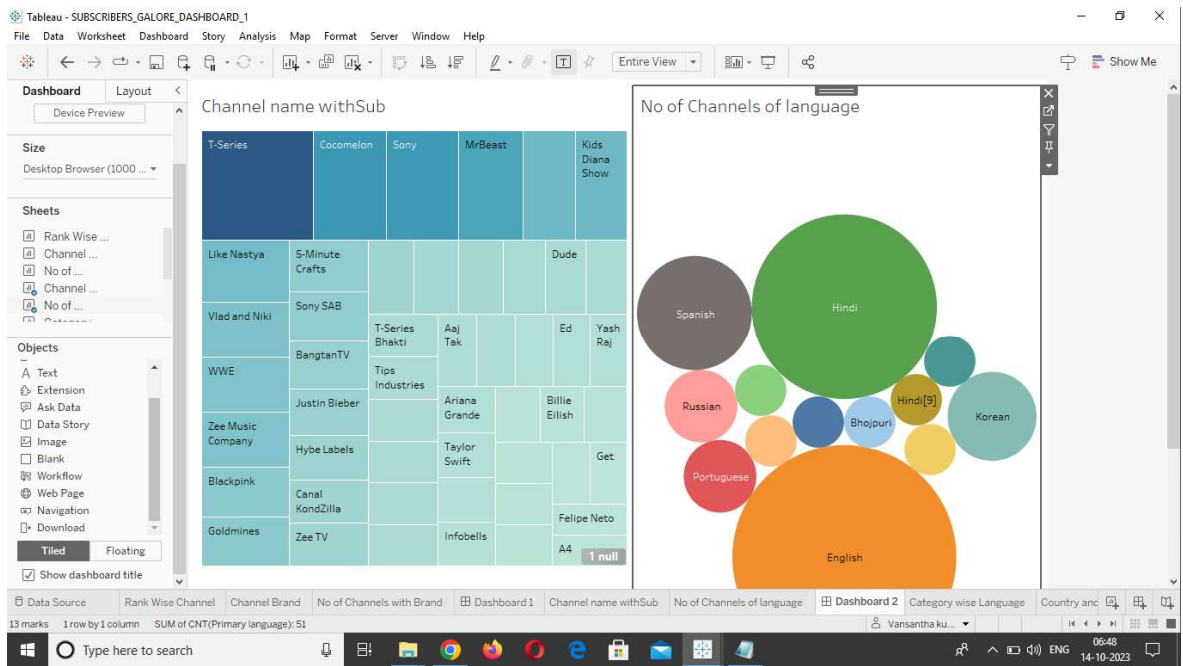 Tableau - SUBSCRIBERS_GALORE_DASHBOARD_1
File Data Worksheet Dashboard Story Analysis Map Format Server Window Help
Entire View
Show Me
Dashboard Layout
Device Preview
Size
Desktop Browser (1000 ...
Sheets
Rank Wise ...
Channel ...
No of ...
Channel ...
No of ...
Objects
A Text
Extension
Ask Data
Data Story
Image
Blank
Workflow
Web Page
Navigation
Download
Tiled Floating
Show dashboard title
Channel name withSub
T-Series
Cocomelon
Sony
MrBeast
Kids
Diana
Show
Like Nastya
5-Minute
Crafts
Dude
Vlad and Niki
Sony SAB
T-Series
Bhakti
Aaj
Tak
Ed
Yash
Raj
BangtanTV
WWE
Tips
Industries
Justin Bieber
Ariana
Grande
Billie
Eilish
Zee Music
Company
Hybe Labels
Taylor
Swift
Get
Blackpink
Canal
KondZilla
Felipe Neto
Goldmines
Zee TV
Infobells
A4
1 null
No of Channels of language
Hindi
Spanish
Russian
Hindi[9]
Bhojpuri
Korean
Portuguese
English
Data Source Rank Wise Channel Channel Brand No of Channels with Brand Dashboard 1 Channel name withSub No of Channels of language Dashboard 2 Category wise Language Country anc
13 marks 1 row by 1 column SUM of CNT(Primary language): 51
Vansantha ku...
Type here to search
ENG
06:48
14-10-2023